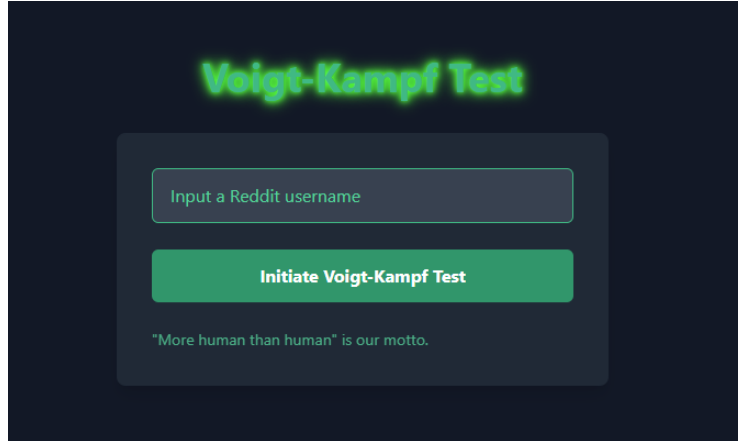 Voigt-Kampf Test
Input a Reddit username
Initiate Voigt-Kampf Test
"More human than human" is our motto.